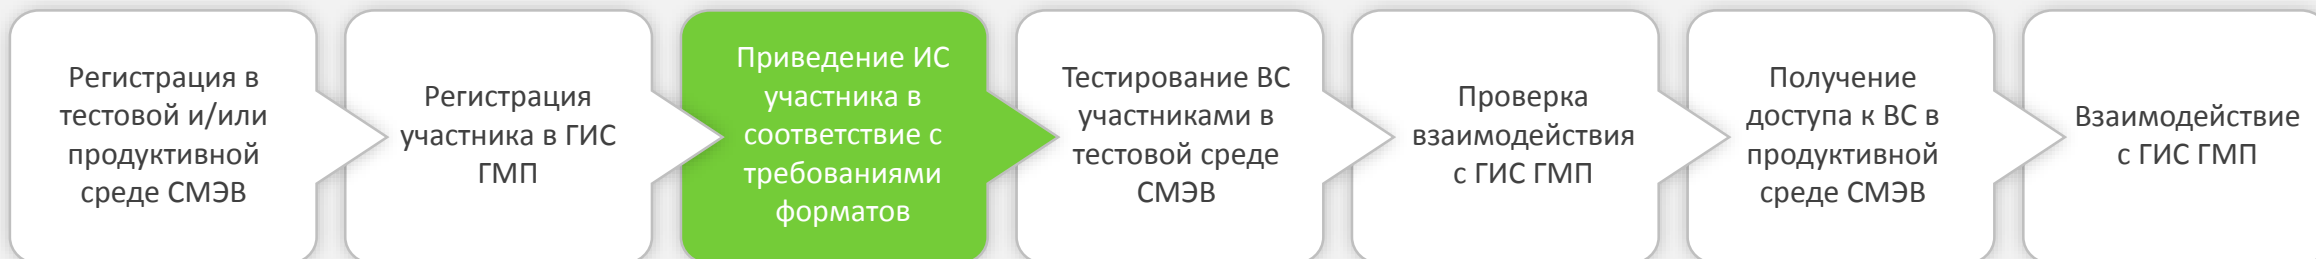 Регистрация в
тестовой и/или
продуктивной
среде СМЭВ
Регистрация
участника в ГИС
ГМП
Приведение ИС
участника в
соответствие с
требованиями
форматов
Тестирование ВС
участниками в
тестовой среде
СМЭВ
Проверка
взаимодействия
с ГИС ГМП
Получение
доступа к ВС в
продуктивной
среде СМЭВ
Взаимодействие
с ГИС ГМП